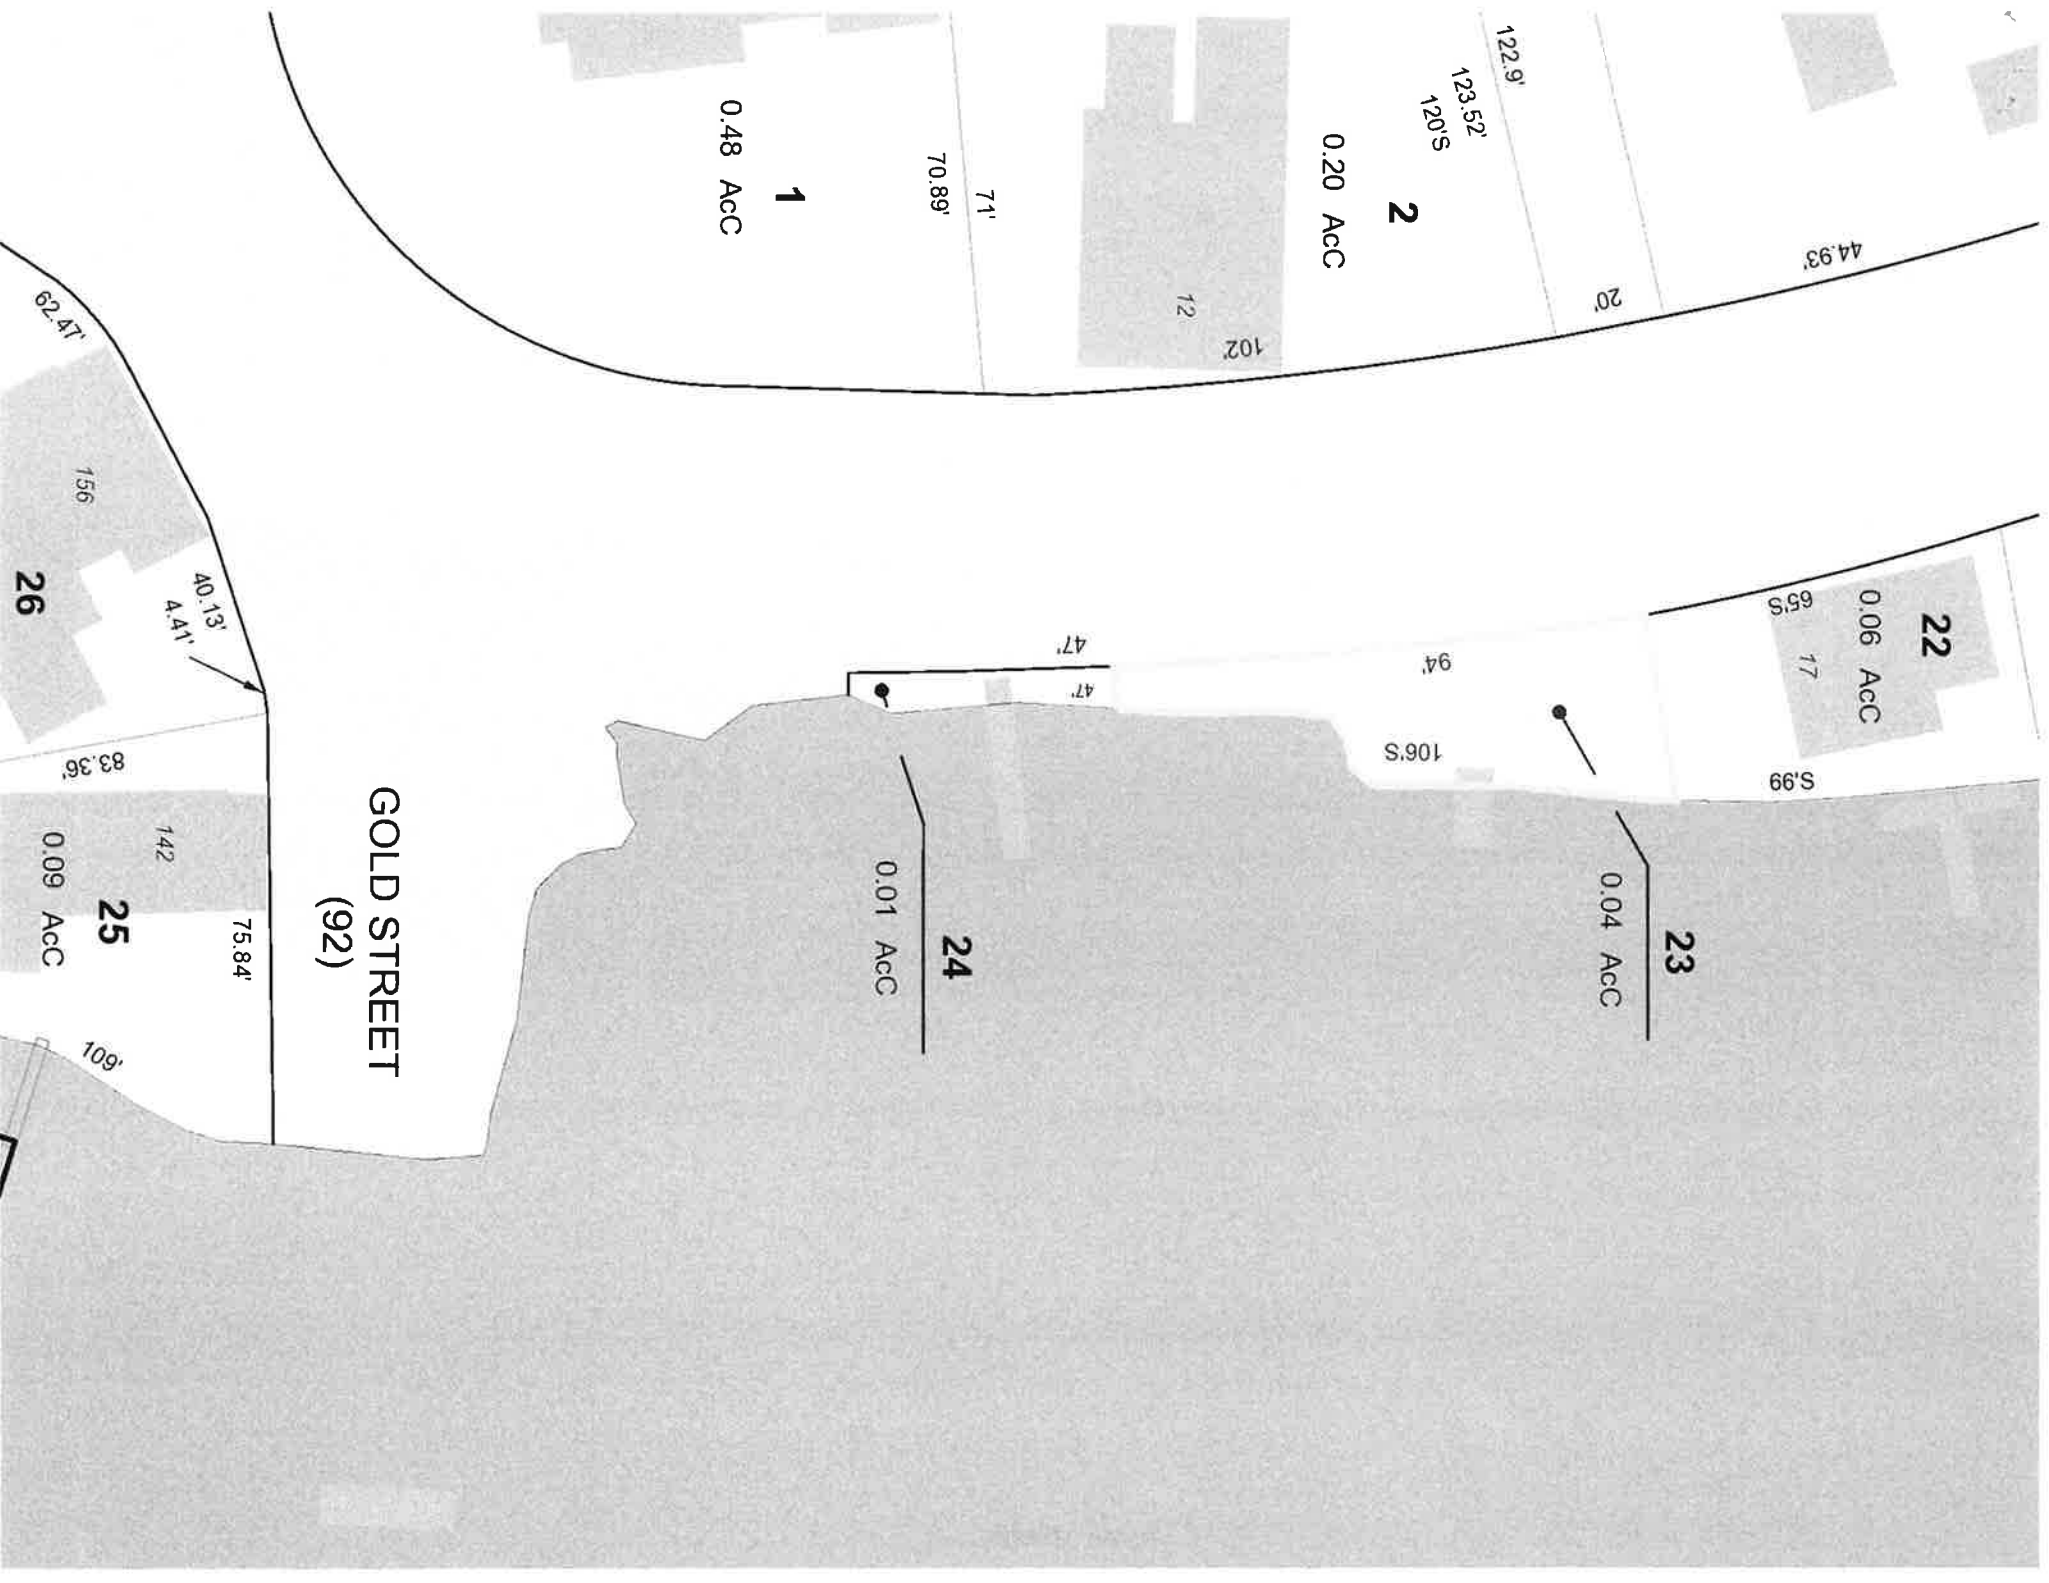 122.9'
123.52'
120'S
2
0.20 AcC
1
0.48 AcC
71'
70.89'
12
102'
20'
44.93'
62.47'
156
26
40.13'
4.41'
83.36'
142
25
0.09 AcC
75.84'
109'
GOLD STREET
(92)
47'
47'
24
0.01 AcC
94'
106'S
23
0.04 AcC
22
0.06 AcC
17
65'S
66'S